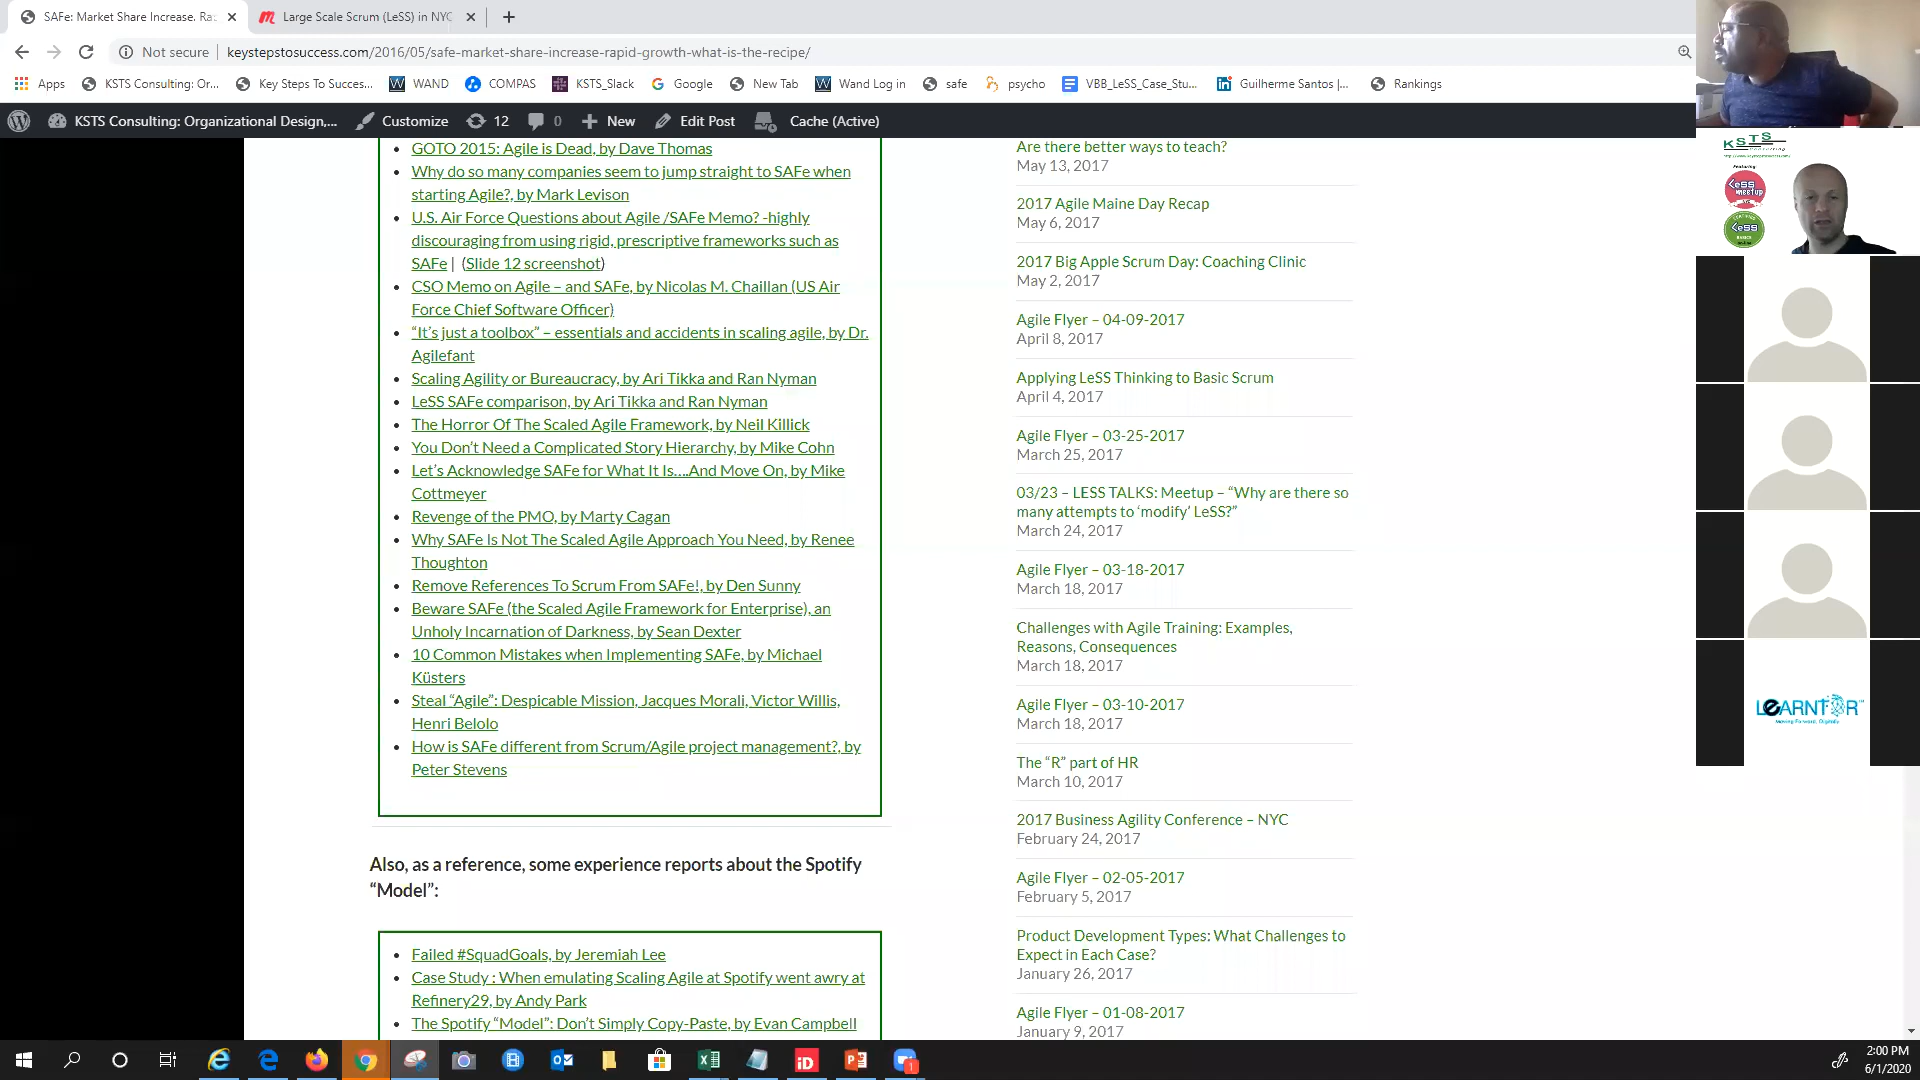 SAFe: Market Share Increase. Ra
Large Scale Scrum (LeSS) in NYC
Not secure
keystepstosuccess.com/2016/05/safe-market-share-increase-rapid-growth-what-is-the-recipe/
Apps
KSTS Consulting: Or...
Key Steps To Succes...
WAND
COMPAS
KSTS_Slack
Google
New Tab
Wand Log in
safe
psycho
VBB_LeSS_Case_Stu...
Guilherme Santos |...
Rankings
KSTS Consulting: Organizational Design,...
Customize
12
0
New
Edit Post
Cache (Active)
GOTO 2015: Agile is Dead, by Dave Thomas
Why do so many companies seem to jump straight to SAFe when
starting Agile?, by Mark Levison
U.S. Air Force Questions about Agile /SAFe Memo? -highly
discouraging from using rigid, prescriptive frameworks such as
SAFe | (Slide 12 screenshot)
CSO Memo on Agile – and SAFe, by Nicolas M. Chaillan (US Air
Force Chief Software Officer)
“It’s just a toolbox” – essentials and accidents in scaling agile, by Dr.
Agilefant
Scaling Agility or Bureaucracy, by Ari Tikka and Ran Nyman
LeSS SAFe comparison, by Ari Tikka and Ran Nyman
The Horror Of The Scaled Agile Framework, by Neil Killick
You Don’t Need a Complicated Story Hierarchy, by Mike Cohn
Let’s Acknowledge SAFe for What It Is….And Move On, by Mike
Cottmeyer
Revenge of the PMO, by Marty Cagan
Why SAFe Is Not The Scaled Agile Approach You Need, by Renee
Thoughton
Remove References To Scrum From SAFe!, by Den Sunny
Beware SAFe (the Scaled Agile Framework for Enterprise), an
Unholy Incarnation of Darkness, by Sean Dexter
10 Common Mistakes when Implementing SAFe, by Michael
Küsters
Steal “Agile”: Despicable Mission, Jacques Morali, Victor Willis,
Henri Belolo
How is SAFe different from Scrum/Agile project management?, by
Peter Stevens
Also, as a reference, some experience reports about the Spotify
“Model”:
Failed #SquadGoals, by Jeremiah Lee
Case Study : When emulating Scaling Agile at Spotify went awry at
Refinery29, by Andy Park
The Spotify “Model”: Don’t Simply Copy-Paste, by Evan Campbell
Are there better ways to teach?
May 13, 2017
2017 Agile Maine Day Recap
May 6, 2017
2017 Big Apple Scrum Day: Coaching Clinic
May 2, 2017
Agile Flyer – 04-09-2017
April 8, 2017
Applying LeSS Thinking to Basic Scrum
April 4, 2017
Agile Flyer – 03-25-2017
March 25, 2017
03/23 – LESS TALKS: Meetup – “Why are there so
many attempts to ‘modify’ LeSS?”
March 24, 2017
Agile Flyer – 03-18-2017
March 18, 2017
Challenges with Agile Training: Examples,
Reasons, Consequences
March 18, 2017
Agile Flyer – 03-10-2017
March 18, 2017
The “R” part of HR
March 10, 2017
2017 Business Agility Conference – NYC
February 24, 2017
Agile Flyer – 02-05-2017
February 5, 2017
Product Development Types: What Challenges to
Expect in Each Case?
January 26, 2017
Agile Flyer – 01-08-2017
January 9, 2017
KSTS
Featuring:
LeSS
meetup
LeSS
LEARNTOR
Moving Forward, Digitally
2:00 PM
6/1/2020